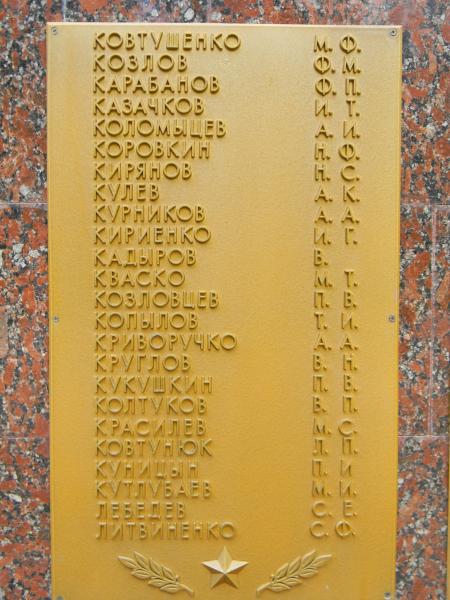 КОВТУШЕНКО М. Ф.
КОЗЛОВ Ф. М.
КАРАБАНОВ Ф. П.
КАЗАЧКОВ И. Т.
КОЛОМЫЦЕВ А. И.
КОРОВКИН Н. Ф.
КИРЯНОВ Н. С.
КУЛЕВ А. К.
КУРНИКОВ А. А.
КИРИЕНКО И. Г.
КАДЫРОВ В.
КВАСКО М. Т.
КОЗЛОВЦЕВ П. В.
КОПЫЛОВ Т. И.
КРИВОРУЧКО А. А.
КРУГЛОВ В. Н.
КУКУШКИН П. В.
КОЛТУКОВ В. П.
КРАСИЛЕВ М. С.
КОВТУНЮК Л. П.
КУНИЦЫН П. И
КУТЛУБАЕВ М. И.
ЛЕБЕДЕВ С. Е.
ЛИТВИНЕНКО С. Ф.